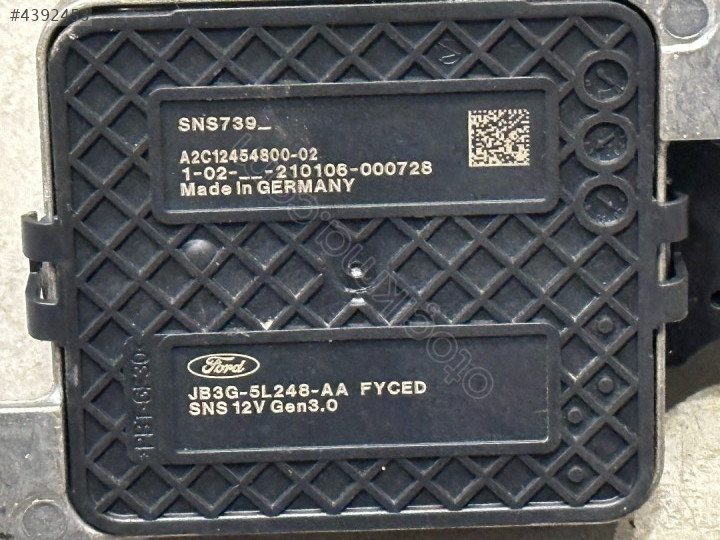 #439245
SNS739_
A2C12454800-02
1-02-__-210106-000728
Made in GERMANY
Ford
JB3G-5L248-AA FYCED
SNS 12V Gen3.0